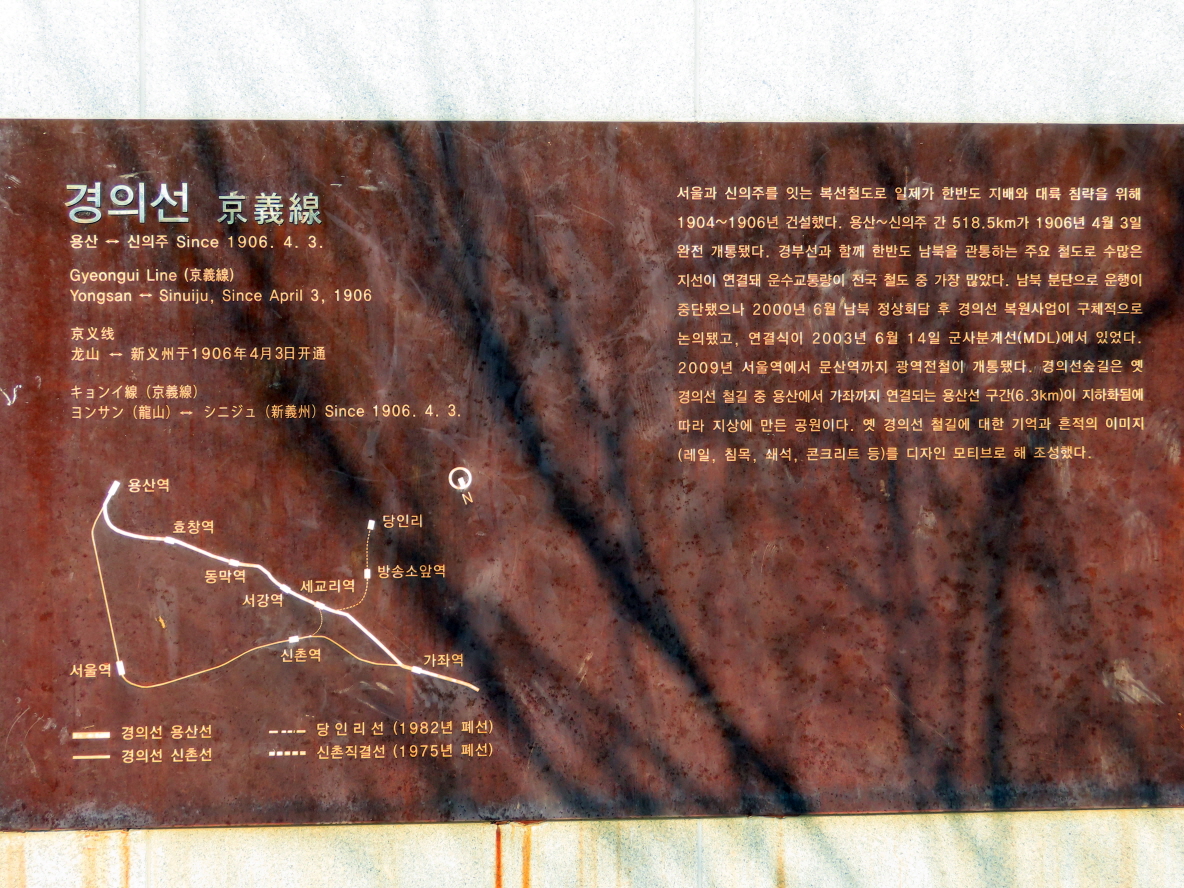 경의선 京義線
용산 ↔ 신의주 Since 1906. 4. 3.
Gyeongui Line (京義線)
Yongsan ↔ Sinuiju, Since April 3, 1906
京义线
龙山 ↔ 新义州于1906年4月3日开通
キョンイ線（京義線）
ヨンサン（龍山）↔ シニジュ（新義州）Since 1906. 4. 3.
서울과 신의주를 잇는 복선철도로 일제가 한반도 지배와 대륙 침략을 위해
1904~1906년 건설했다. 용산~신의주 간 518.5km가 1906년 4월 3일
완전 개통됐다. 경부선과 함께 한반도 남북을 관통하는 주요 철도로 수많은
지선이 연결돼 운수교통량이 전국 철도 중 가장 많았다. 남북 분단으로 운행이
중단됐으나 2000년 6월 남북 정상회담 후 경의선 복원사업이 구체적으로
논의됐고, 연결식이 2003년 6월 14일 군사분계선(MDL)에서 있었다.
2009년 서울역에서 문산역까지 광역전철이 개통됐다. 경의선숲길은 옛
경의선 철길 중 용산에서 가좌까지 연결되는 용산선 구간(6.3km)이 지하화됨에
따라 지상에 만든 공원이다. 옛 경의선 철길에 대한 기억과 흔적의 이미지
(레일, 침목, 쇄석, 콘크리트 등)를 디자인 모티브로 해 조성했다.
용산역
N
당인리
효창역
방송소앞역
동막역
세교리역
서강역
신촌역
가좌역
서울역
경의선 용산선
당인리선 (1982년 폐선)
경의선 신촌선
신촌직결선 (1975년 폐선)